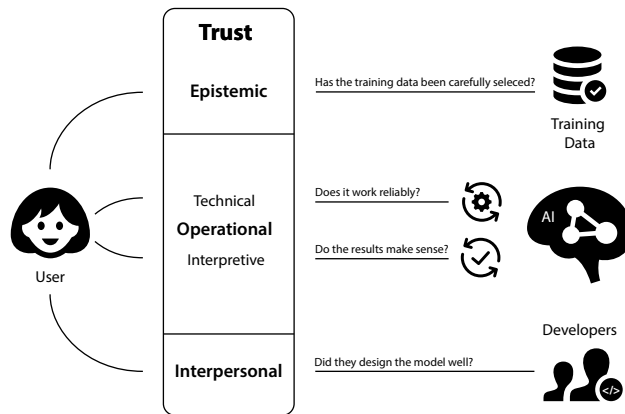 Trust
Epistemic
Has the training data been carefully seleced?
Training
Data
Technical
Does it work reliably?
AI
Operational
Do the results make sense?
Interpretive
User
Developers
Interpersonal
Did they design the model well?
</>